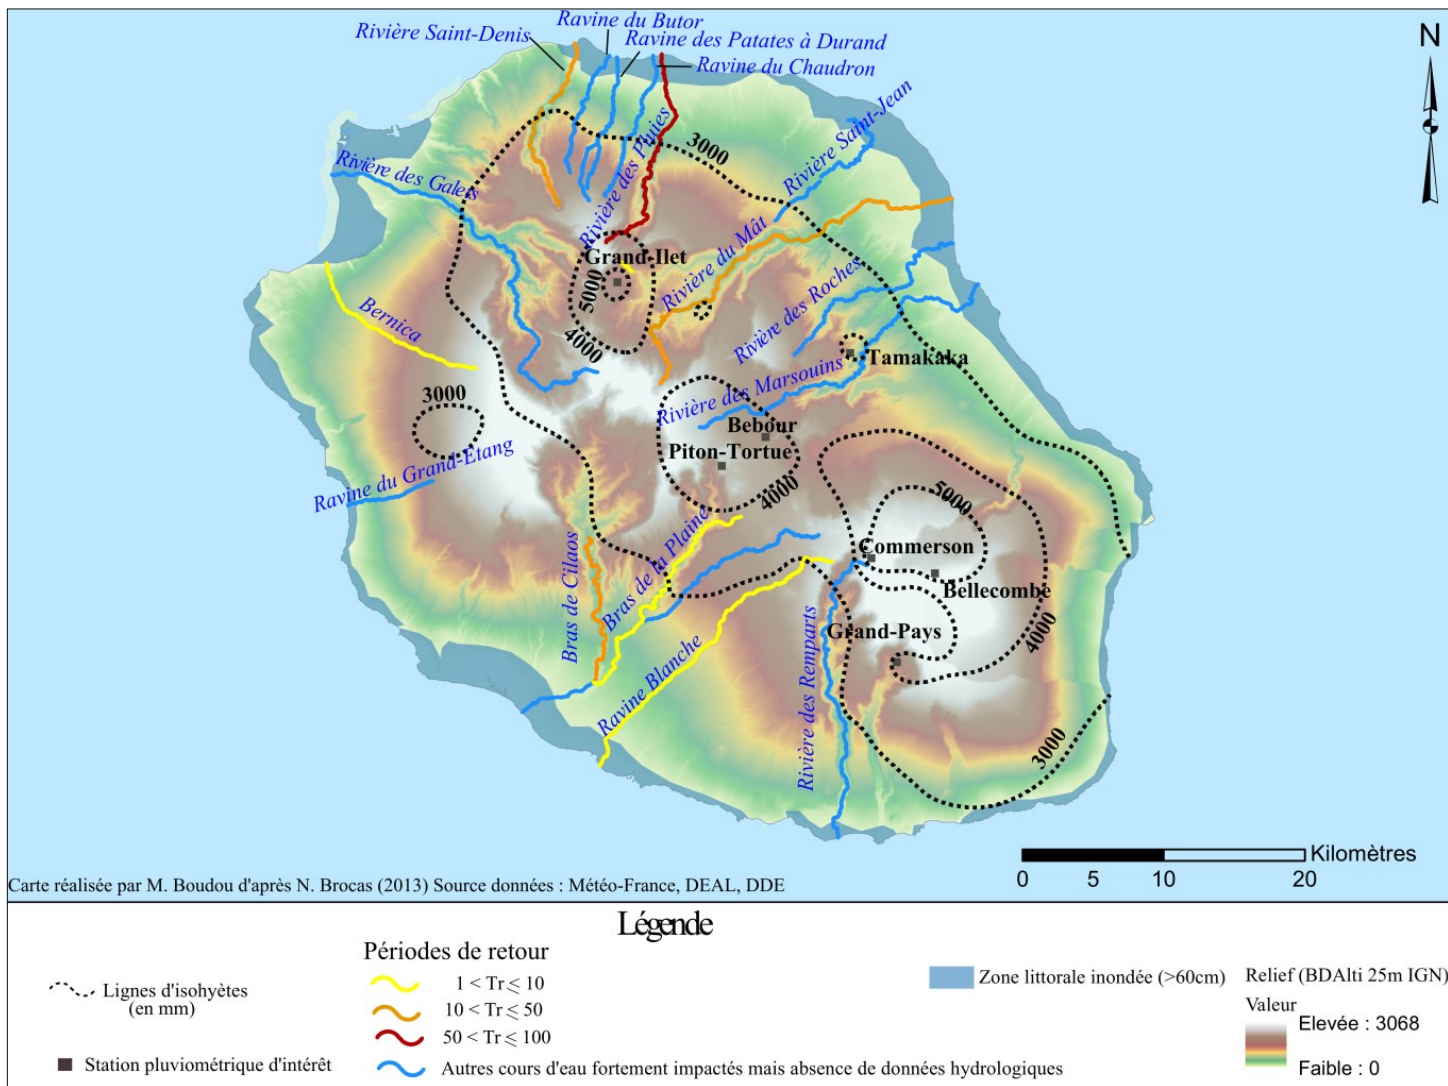 Ravine du Butor
Rivière Saint-Denis
Ravine des Patates à Durand
Ravine du Chaudron
N
Rivière des Pluies
3000
Rivière Saint-Jean
Rivière des Galets
Grand-Ilet
5000
Rivière du Mât
4000
Rivière des Roches
Bernica
Tamakaka
3000
Rivière des Marsouins
Bebour
Piton-Tortue
Ravine du Grand-Etang
4000
5000
Bras de Cilaos
Bras de la Plaine
Commerson
Bellecombe
Grand-Pays
4000
Ravine Blanche
Rivière des Remparts
3000
Kilomètres
0 5 10 20
Carte réalisée par M. Boudou d'après N. Brocas (2013) Source données : Météo-France, DEAL, DDE
Légende
Lignes d'isohyètes
(en mm)
Station pluviométrique d'intérêt
Périodes de retour
1 < Tr ≤ 10
10 < Tr ≤ 50
50 < Tr ≤ 100
Autres cours d'eau fortement impactés mais absence de données hydrologiques
Zone littorale inondée (>60cm)
Relief (BDAlti 25m IGN)
Valeur
Elevée : 3068
Faible : 0